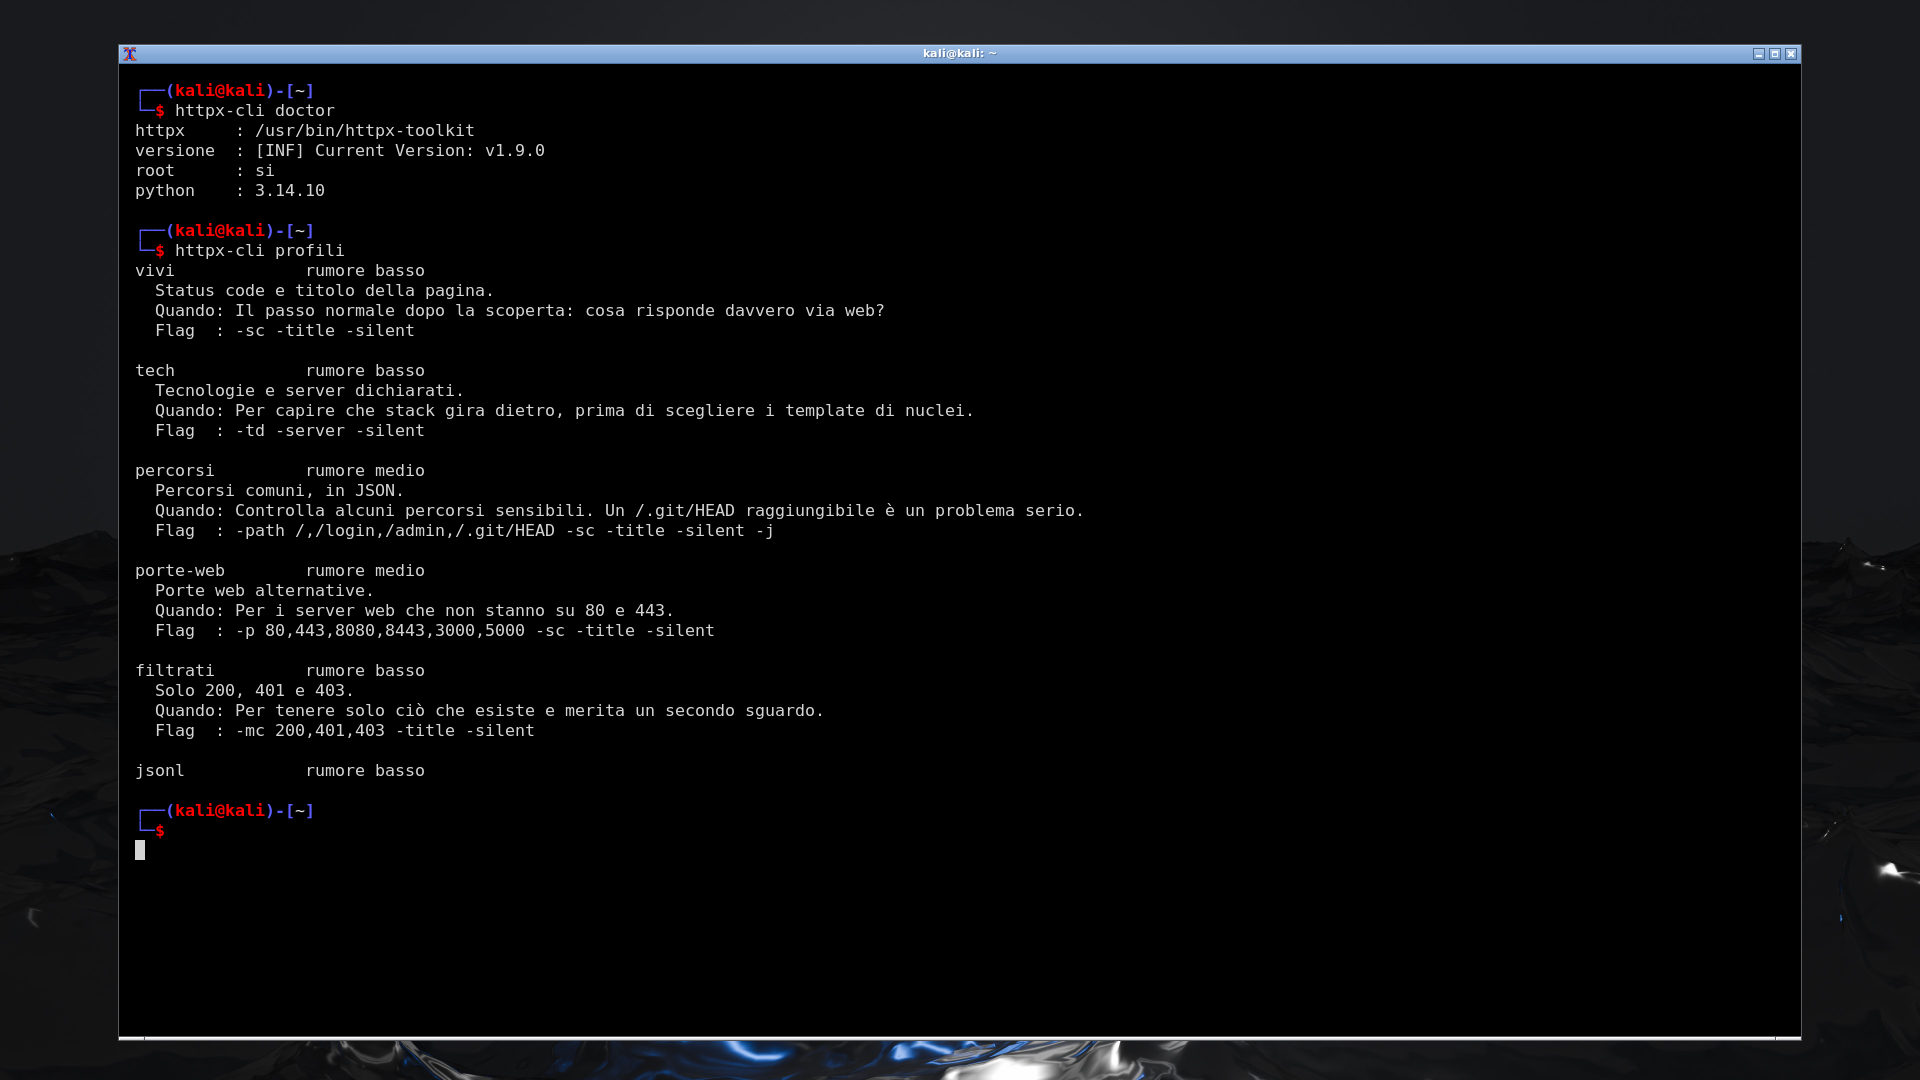 kali@kali: ~
┌──(kali@kali)-[~]
└─$ httpx-cli doctor
httpx     : /usr/bin/httpx-toolkit
versione  : [INF] Current Version: v1.9.0
root      : si
python    : 3.14.10
┌──(kali@kali)-[~]
└─$ httpx-cli profili
vivi             rumore basso
  Status code e titolo della pagina.
  Quando: Il passo normale dopo la scoperta: cosa risponde davvero via web?
  Flag  : -sc -title -silent
tech             rumore basso
  Tecnologie e server dichiarati.
  Quando: Per capire che stack gira dietro, prima di scegliere i template di nuclei.
  Flag  : -td -server -silent
percorsi         rumore medio
  Percorsi comuni, in JSON.
  Quando: Controlla alcuni percorsi sensibili. Un /.git/HEAD raggiungibile è un problema serio.
  Flag  : -path /,/login,/admin,/.git/HEAD -sc -title -silent -j
porte-web        rumore medio
  Porte web alternative.
  Quando: Per i server web che non stanno su 80 e 443.
  Flag  : -p 80,443,8080,8443,3000,5000 -sc -title -silent
filtrati         rumore basso
  Solo 200, 401 e 403.
  Quando: Per tenere solo ciò che esiste e merita un secondo sguardo.
  Flag  : -mc 200,401,403 -title -silent
jsonl            rumore basso
┌──(kali@kali)-[~]
└─$